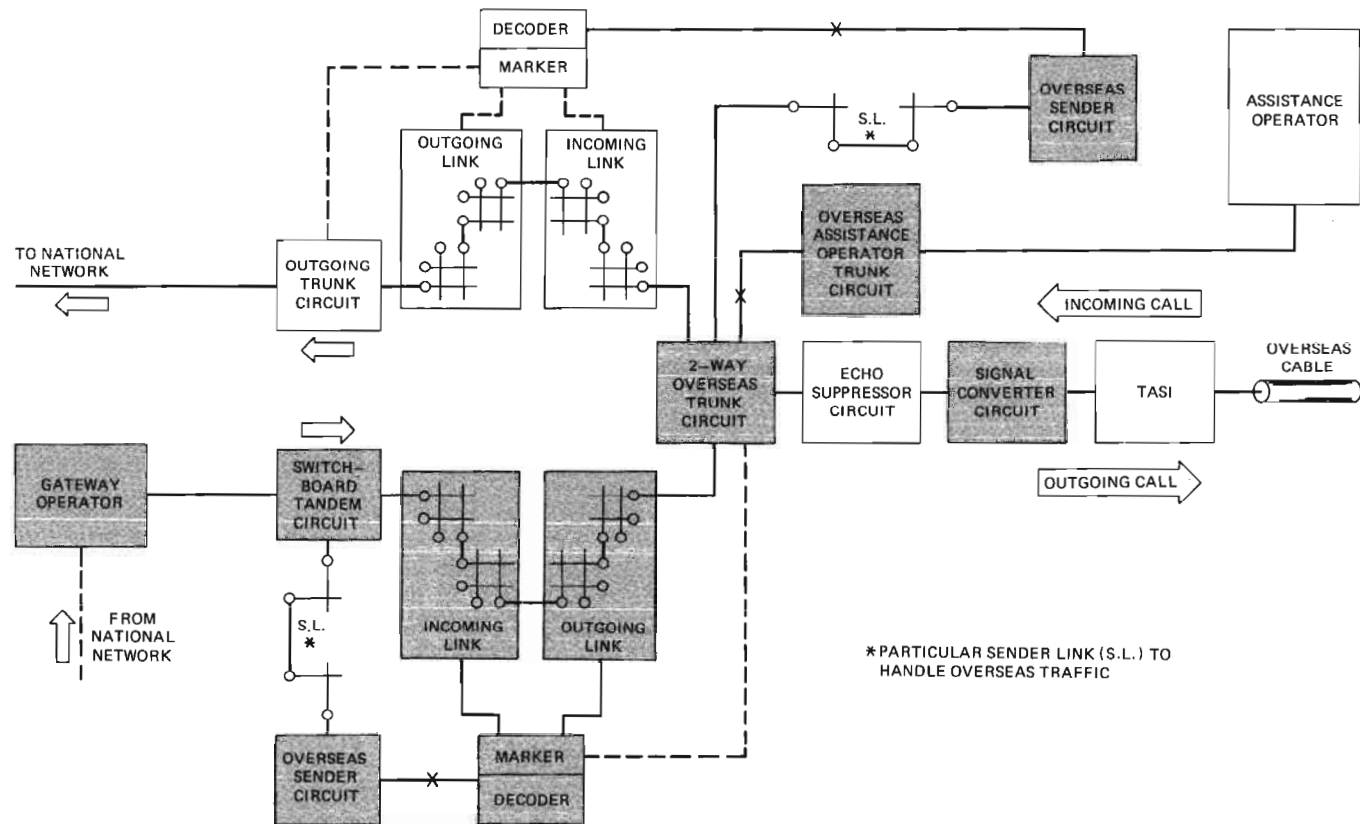 DECODER
MARKER
OVERSEAS
SENDER
CIRCUIT
ASSISTANCE
OPERATOR
S.L.
*
OUTGOING
LINK
INCOMING
LINK
OVERSEAS
ASSISTANCE
OPERATOR
TRUNK
CIRCUIT
TO NATIONAL
NETWORK
OUTGOING
TRUNK
CIRCUIT
INCOMING CALL
2-WAY
OVERSEAS
TRUNK
CIRCUIT
ECHO
SUPPRESSOR
CIRCUIT
SIGNAL
CONVERTER
CIRCUIT
TASI
OVERSEAS
CABLE
OUTGOING CALL
GATEWAY
OPERATOR
SWITCH-
BOARD
TANDEM
CIRCUIT
FROM
NATIONAL
NETWORK
S.L.
*
INCOMING
LINK
OUTGOING
LINK
*PARTICULAR SENDER LINK (S.L.) TO
HANDLE OVERSEAS TRAFFIC
OVERSEAS
SENDER
CIRCUIT
MARKER
DECODER